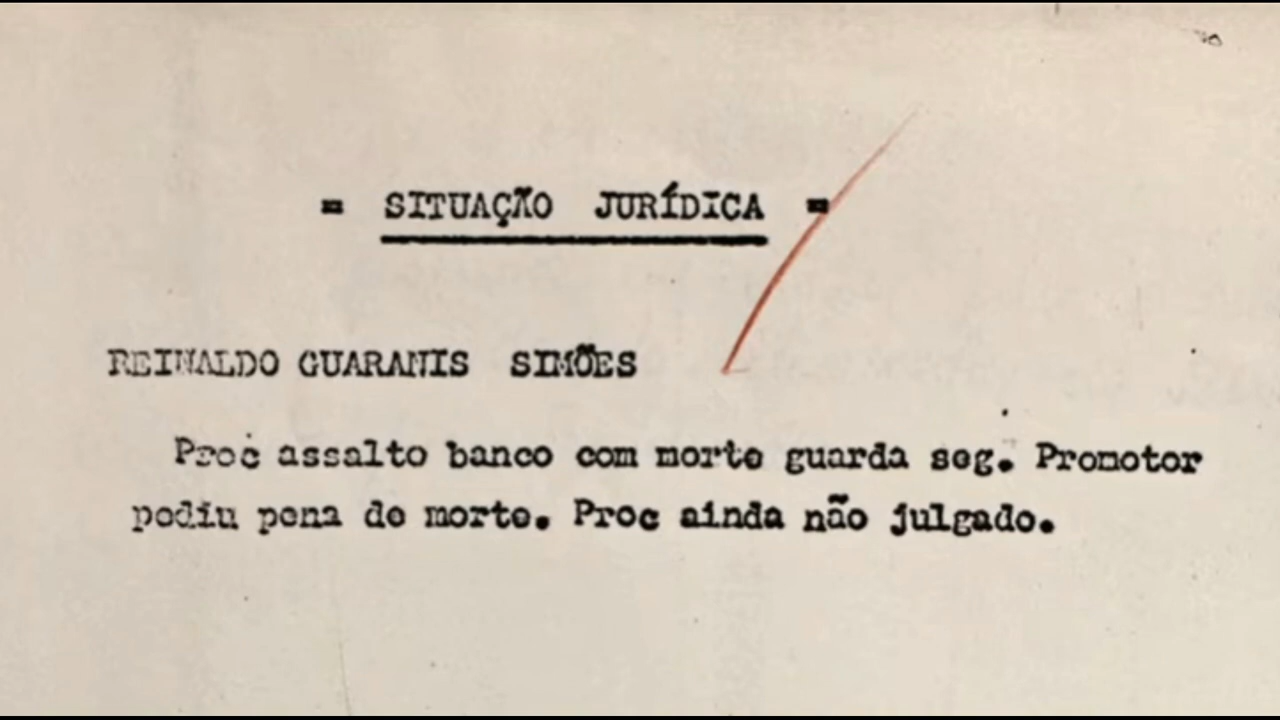 = SITUAÇÃO JURÍDICA =
REINALDO GUARANIS SIMÕES
Proc assalto banco com morte guarda seg. Promotor
pediu pena de morte. Proc ainda não julgado.